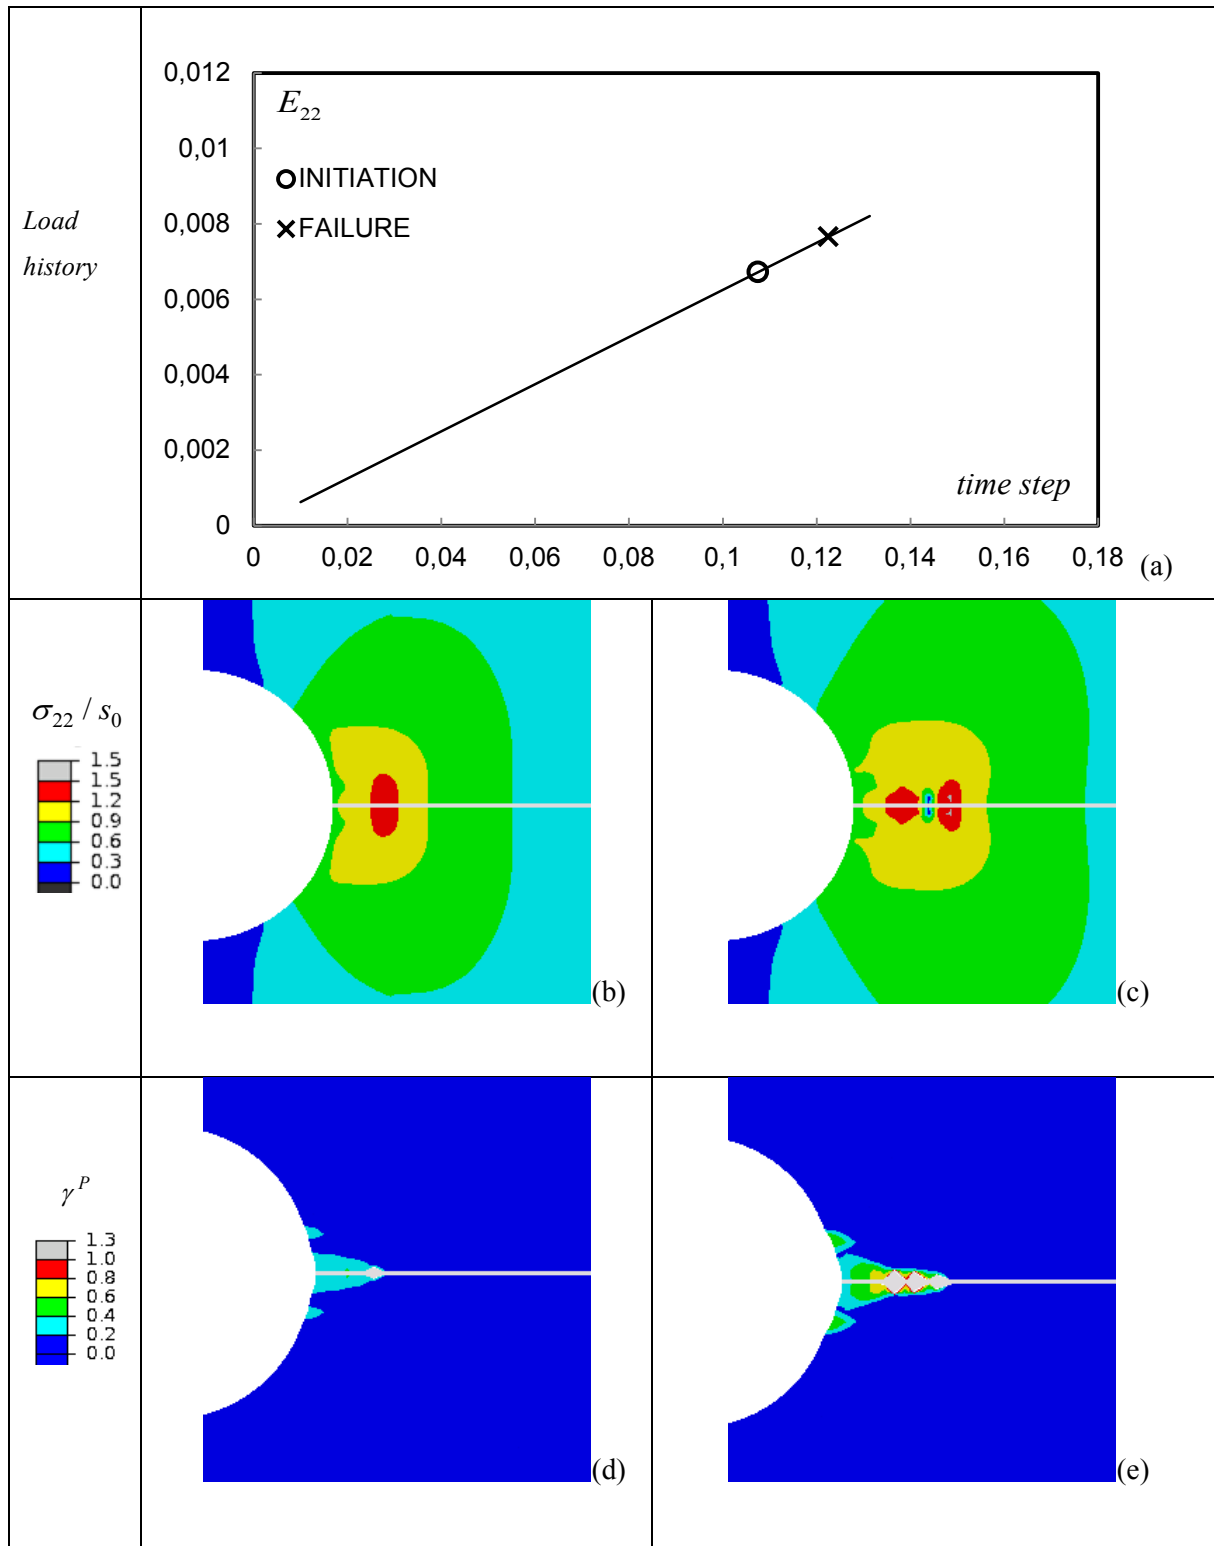 Load
history
0,012
0,01
0,008
0,006
0,004
0,002
0
E₂₂
INITIATION
FAILURE
time step
0 0,02 0,04 0,06 0,08 0,1 0,12 0,14 0,16 0,18
(a)
σ₂₂ / s₀
1.5
1.5
1.2
0.9
0.6
0.3
0.0
(b)
(c)
γᴾ
1.3
1.0
0.8
0.6
0.4
0.2
0.0
(d)
(e)